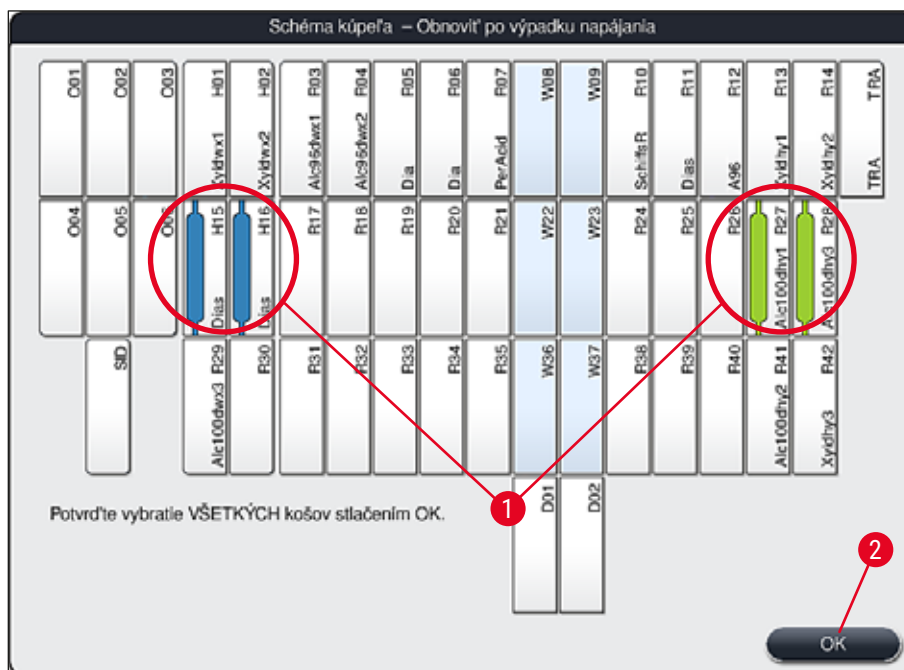 Schéma kúpeľa – Obnoviť po výpadku napájania
O01
O02
O03
Xyldwx1 H01
Xyldwx2 H02
Alc96dwx1 R03
Alc96dwx2 R04
Dia R05
Dia R06
PerAcid R07
W08
W09
SchiffsR R10
Dias R11
A96 R12
Xyldhy1 R13
Xyldhy2 R14
TRA TRA
O04
O05
Dias H15
Dias H16
R17
R18
R19
R20
R21
W22
W23
R24
R25
R26
Alc100dhy1 R27
Alc100dhy3 R28
SID
Alc100dwx3 R29
R30
R31
R32
R33
R34
R35
W36
W37
R38
R39
R40
Alc100dhy2 R41
Xyldhy3 R42
D01
D02
Potvrďte vybratie VŠETKÝCH košov stlačením OK.
1
2
OK